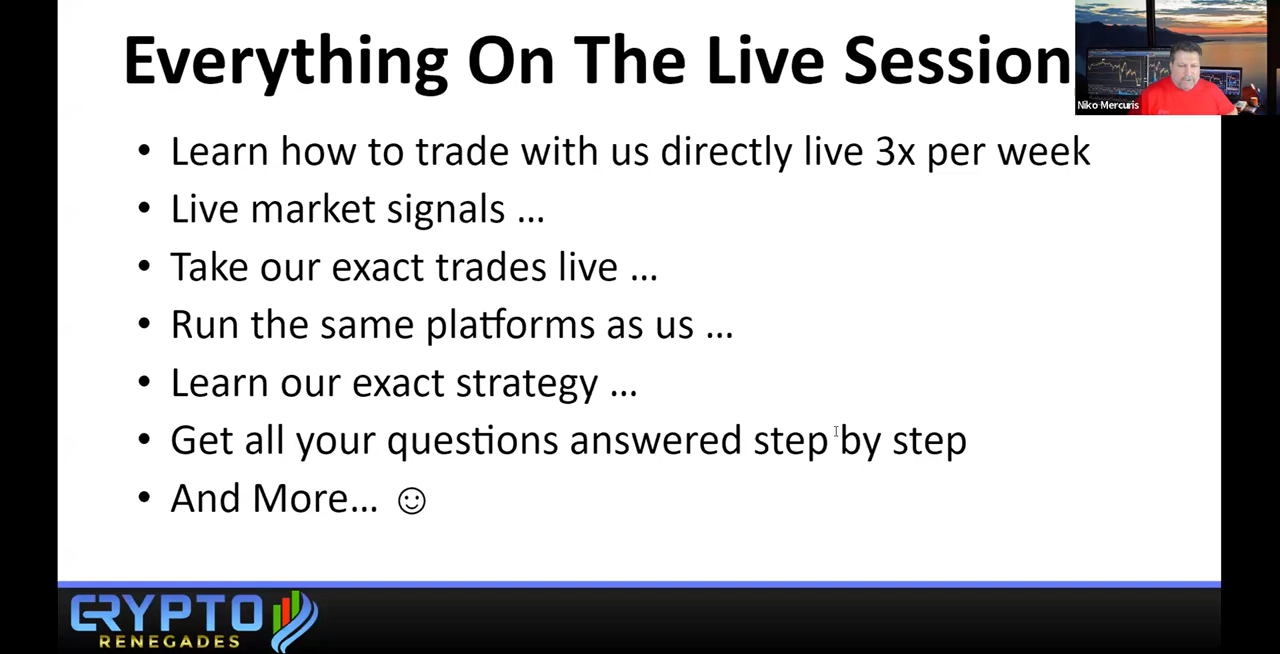 Everything On The Live Session
Niko Mercuris
• Learn how to trade with us directly live 3x per week
• Live market signals …
• Take our exact trades live …
• Run the same platforms as us …
• Learn our exact strategy …
• Get all your questions answered step by step
• And More… ☺
CRYPTO
RENEGADES